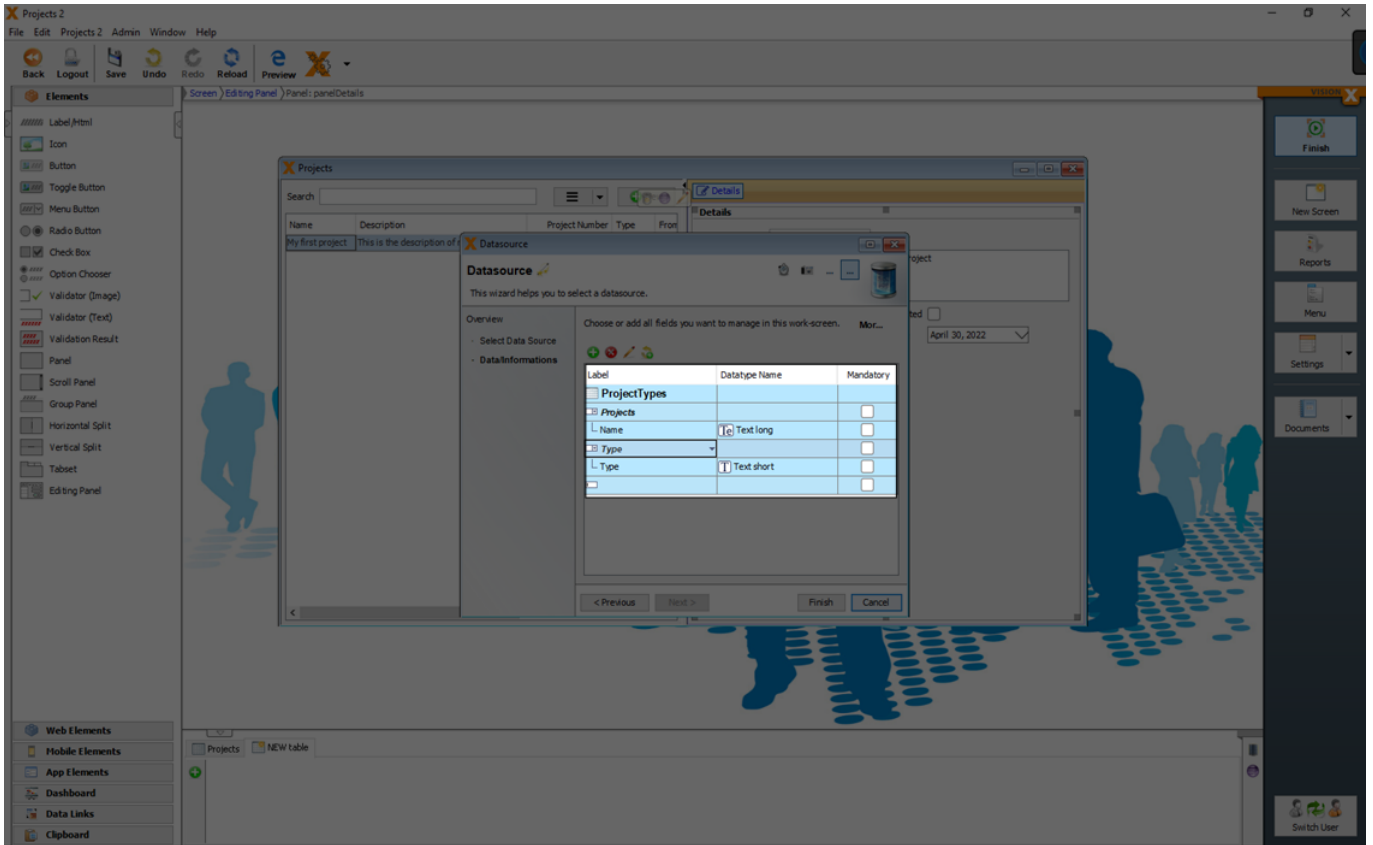 Projects 2
File Edit Projects 2 Admin Window Help
Back Logout Save Undo Redo Reload Preview
Elements
Screen Editing Panel Panel: panelDetails
VISION X
Label/Html
Icon
Button
Toggle Button
Menu Button
Radio Button
Check Box
Option Chooser
Validator (Image)
Validator (Text)
Validation Result
Panel
Scroll Panel
Group Panel
Horizontal Split
Vertical Split
Tabset
Editing Panel
Web Elements
Mobile Elements
App Elements
Dashboard
Data Links
Clipboard
Projects
Search
Name Description Project Number Type From
My first project This is the description of
Details
Details
oject
ted
April 30, 2022
Datasource
Datasource
This wizard helps you to select a datasource.
Overview
Select Data Source
Data/Informations
Choose or add all fields you want to manage in this work-screen. Mor...
Label Datatype Name Mandatory
ProjectTypes
Projects
Name Te Text long
Type
Type T Text short
< Previous Next > Finish Cancel
Projects NEW table
Finish
New Screen
Reports
Menu
Settings
Documents
Switch User